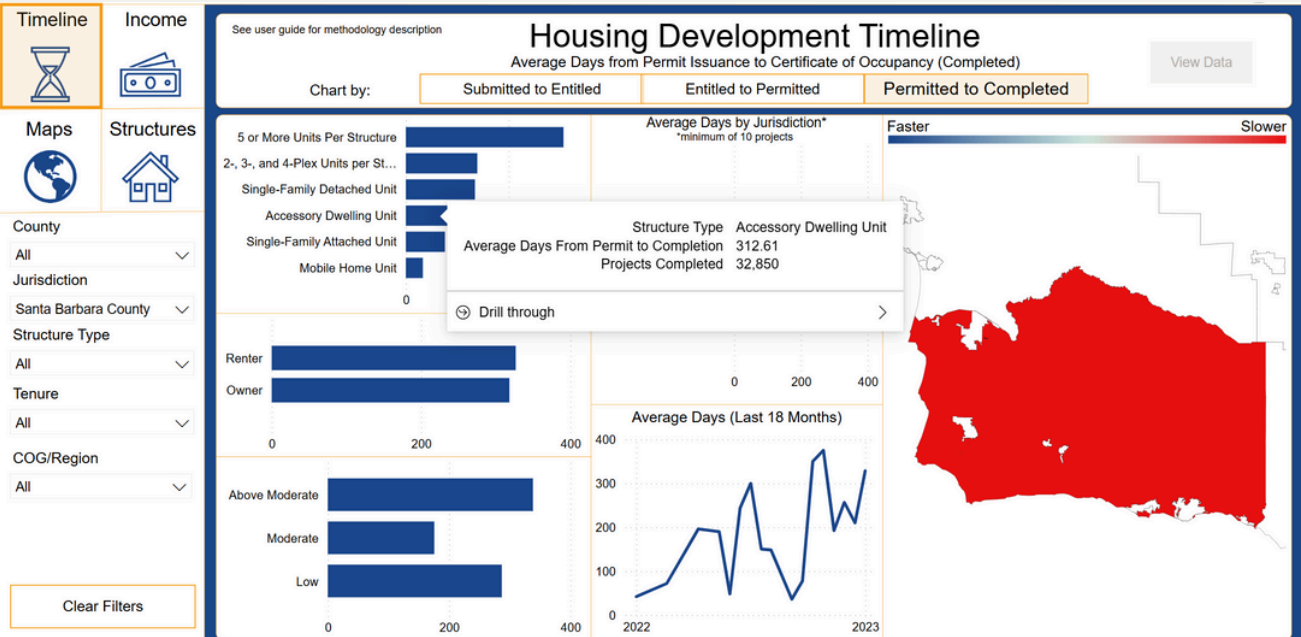 Timeline
Income
Maps
Structures
County
All
Jurisdiction
Santa Barbara County
Structure Type
All
Tenure
All
COG/Region
All
Clear Filters
See user guide for methodology description
Housing Development Timeline
Average Days from Permit Issuance to Certificate of Occupancy (Completed)
View Data
Chart by:
Submitted to Entitled
Entitled to Permitted
Permitted to Completed
5 or More Units Per Structure
2-, 3-, and 4-Plex Units per St...
Single-Family Detached Unit
Accessory Dwelling Unit
Single-Family Attached Unit
Mobile Home Unit
0
Structure Type Accessory Dwelling Unit
Average Days From Permit to Completion 312.61
Projects Completed 32,850
Drill through
Renter
Owner
0 200 400
Above Moderate
Moderate
Low
0 200 400
Average Days by Jurisdiction*
*minimum of 10 projects
0 200 400
Average Days (Last 18 Months)
400
300
200
100
0
2022 2023
Faster Slower